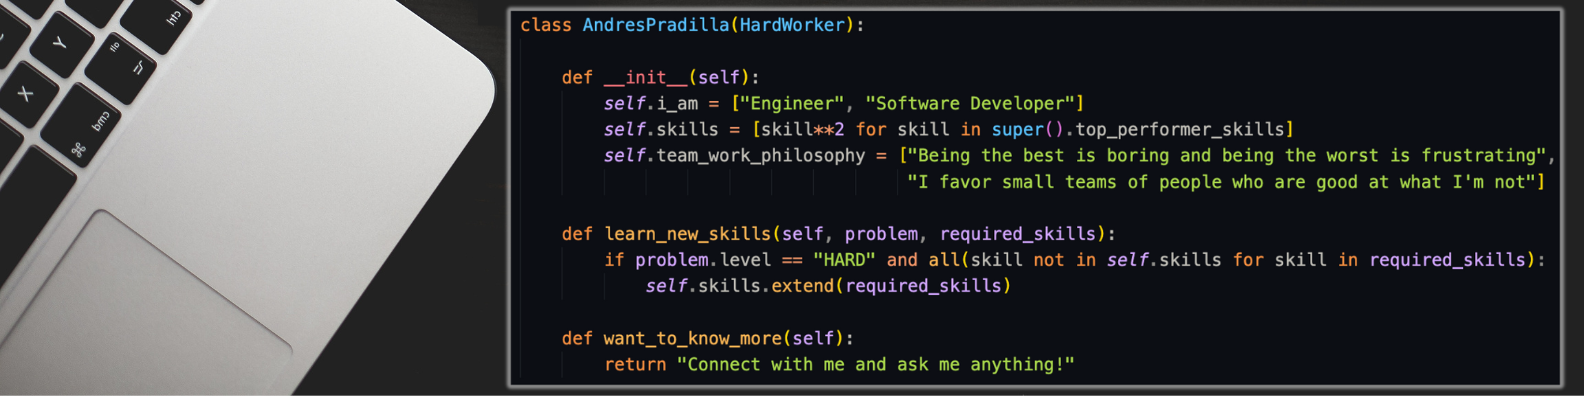 class AndresPradilla(HardWorker):
def __init__(self):
self.i_am = ["Engineer", "Software Developer"]
self.skills = [skill**2 for skill in super().top_performer_skills]
self.team_work_philosophy = ["Being the best is boring and being the worst is frustrating",
"I favor small teams of people who are good at what I'm not"]
def learn_new_skills(self, problem, required_skills):
if problem.level == "HARD" and all(skill not in self.skills for skill in required_skills):
self.skills.extend(required_skills)
def want_to_know_more(self):
return "Connect with me and ask me anything!"
ctrl
Y
alt
X
cmd
⌘